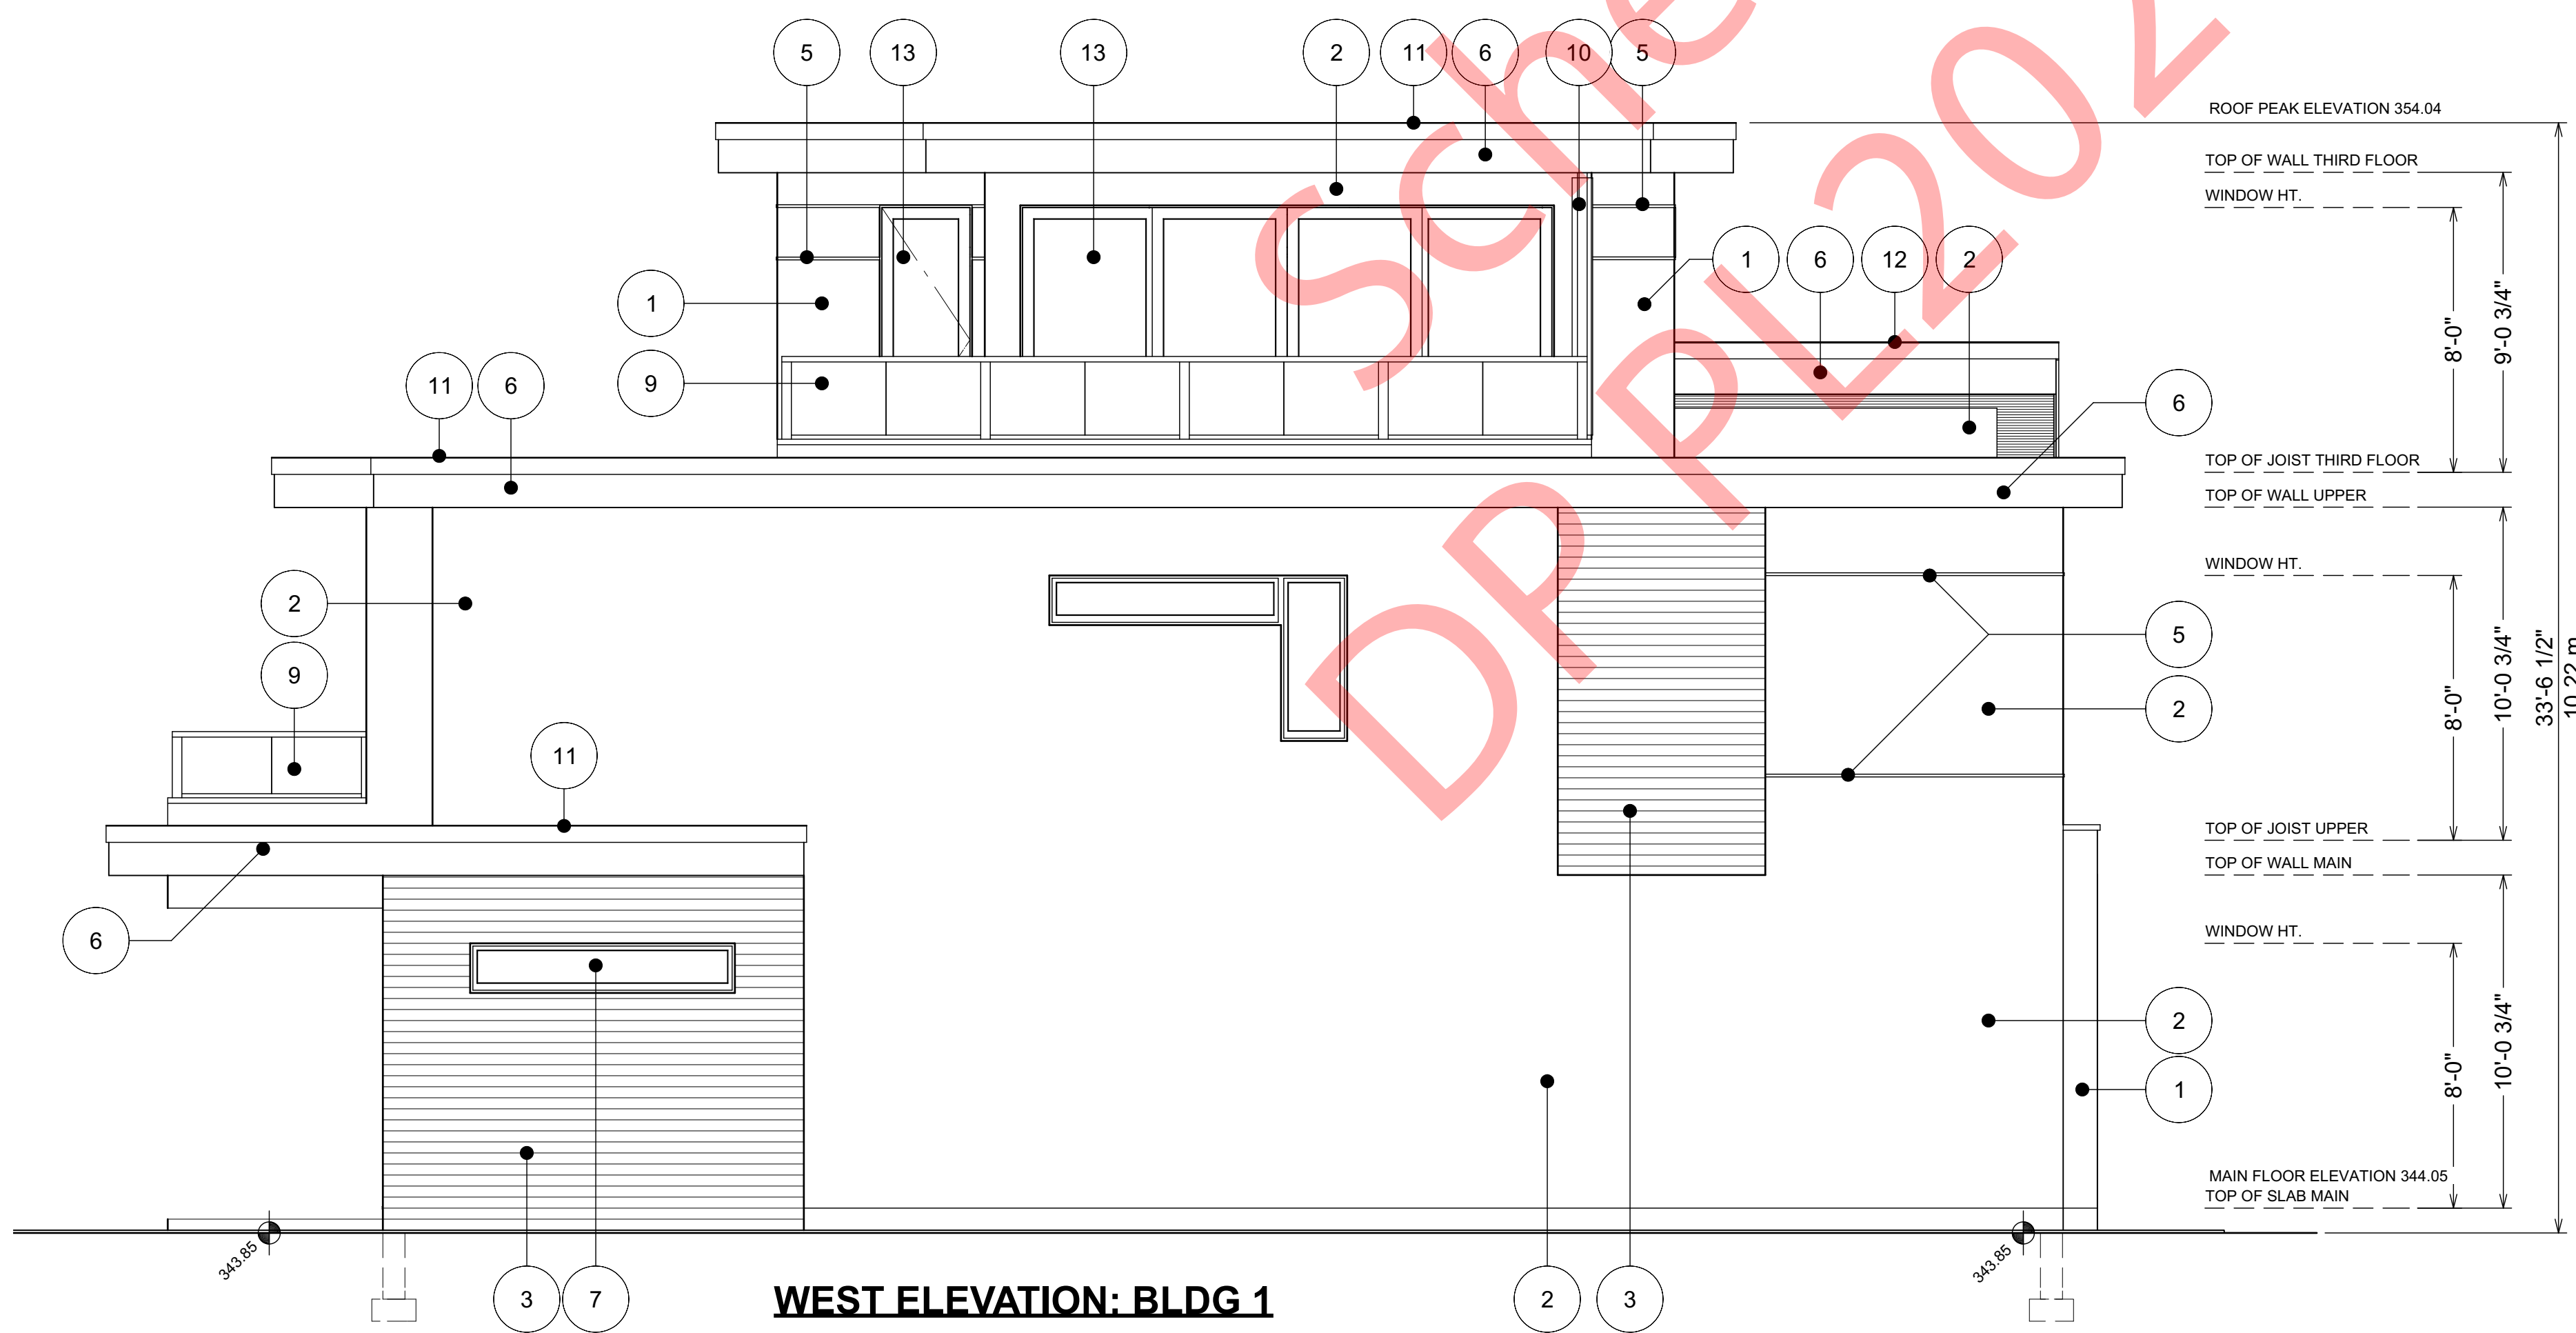 5 13 13 2 11 6 10 5
ROOF PEAK ELEVATION 354.04
TOP OF WALL THIRD FLOOR
WINDOW HT.
1 6 12 2
1
9
11 6
6
8'-0"
9'-0 3/4"
TOP OF JOIST THIRD FLOOR
TOP OF WALL UPPER
WINDOW HT.
2
9
5
2
11
8'-0"
10'-0 3/4"
33'-6 1/2"
10.22 m
TOP OF JOIST UPPER
TOP OF WALL MAIN
WINDOW HT.
6
2
1
8'-0"
10'-0 3/4"
MAIN FLOOR ELEVATION 344.05
TOP OF SLAB MAIN
343.85
343.85
3 7
WEST ELEVATION: BLDG 1
2 3
DP PL202